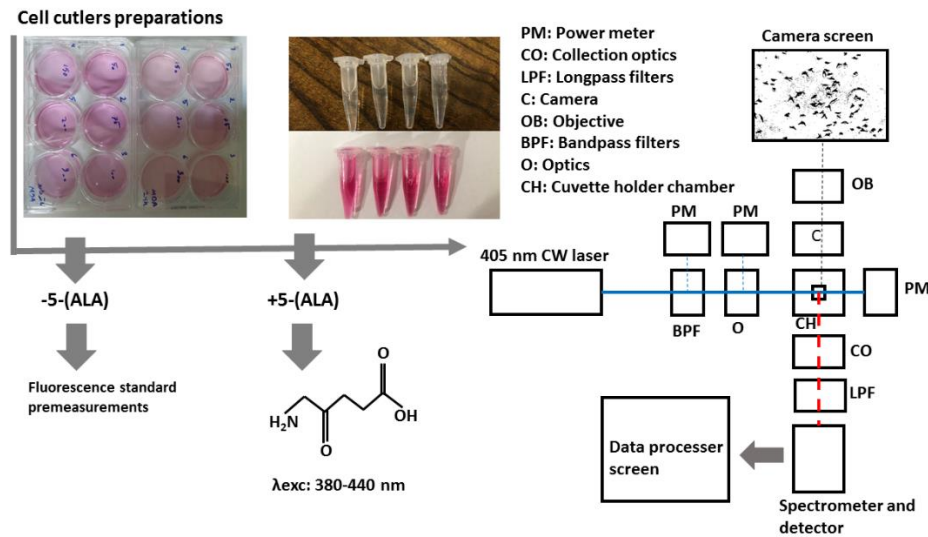 Cell cutlers preparations
PM: Power meter
CO: Collection optics
LPF: Longpass filters
C: Camera
OB: Objective
BPF: Bandpass filters
O: Optics
CH: Cuvette holder chamber
Camera screen
OB
PM
PM
C
405 nm CW laser
PM
BPF
O
CH
CO
LPF
-5-(ALA)
+5-(ALA)
Fluorescence standard
premeasurements
O
OH
H₂N
O
λexc: 380-440 nm
Data processer
screen
Spectrometer and
detector